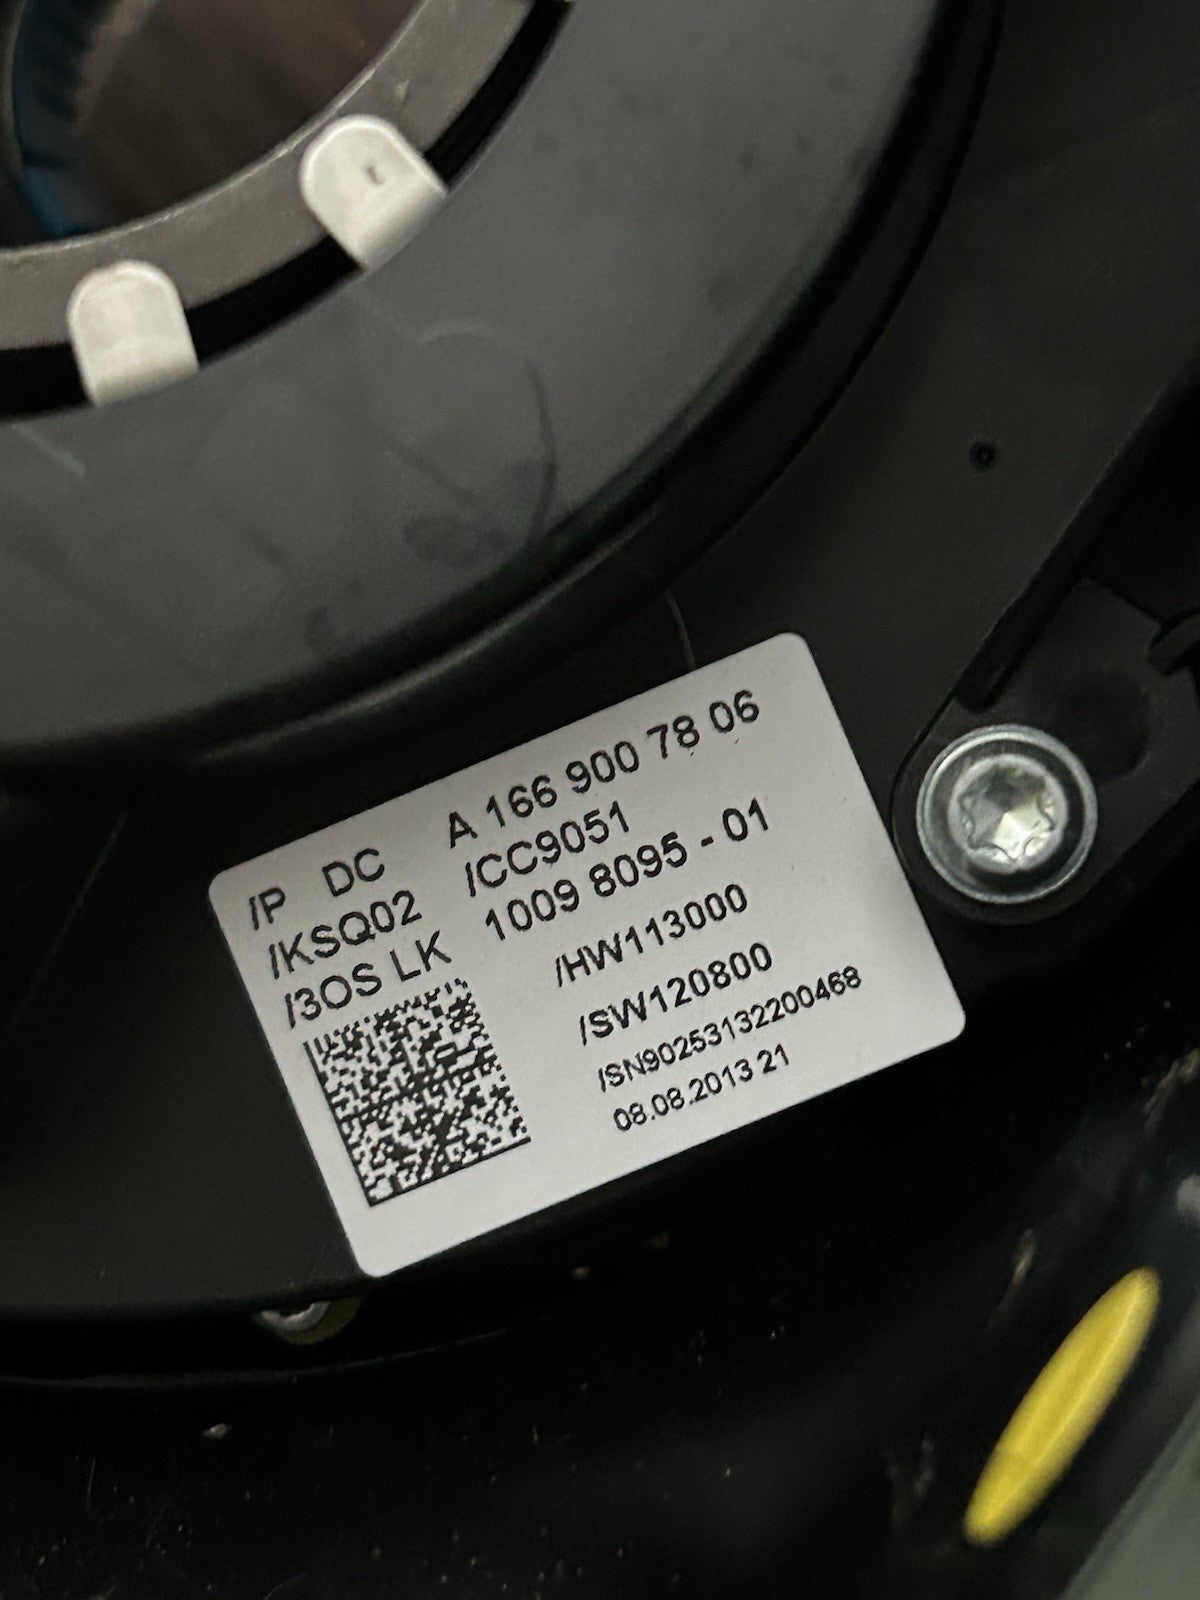 /P DC A 166 900 78 06
/KSQ02 /CC9051
/3OS LK 1009 8095 - 01
/HW113000
/SW120800
/SN90253132200468
08.08.2013 21